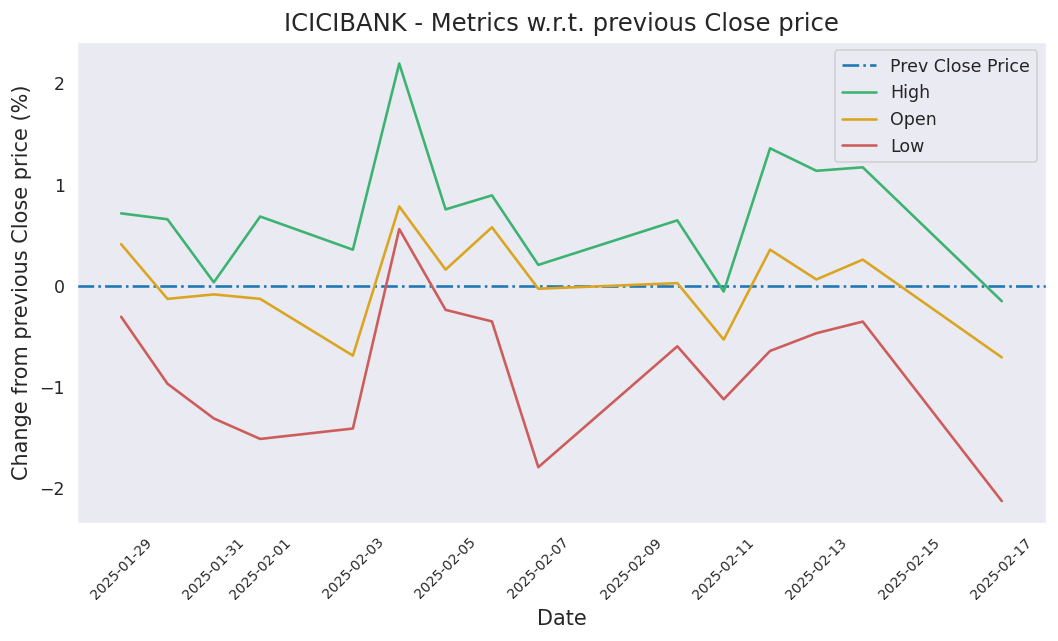 ICICIBANK - Metrics w.r.t. previous Close price
Change from previous Close price (%)
2
1
0
−1
−2
Prev Close Price
High
Open
Low
2025-01-29
2025-01-31
2025-02-01
2025-02-03
2025-02-05
2025-02-07
2025-02-09
2025-02-11
2025-02-13
2025-02-15
2025-02-17
Date